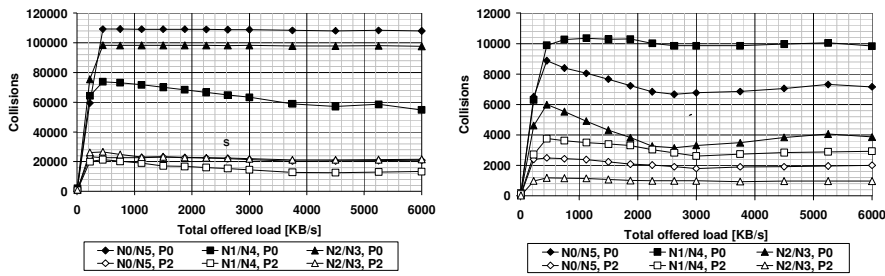 120000
100000
80000
60000
40000
20000
0
Collisions
S
0 1000 2000 3000 4000 5000 6000
Total offered load [KB/s]
N0/N5, P0 N1/N4, P0 N2/N3, P0
N0/N5, P2 N1/N4, P2 N2/N3, P2
12000
10000
8000
6000
4000
2000
0
Collisions
0 1000 2000 3000 4000 5000 6000
Total offered load [KB/s]
N0/N5, P0 N1/N4, P0 N2/N3, P0
N0/N5, P2 N1/N4, P2 N2/N3, P2